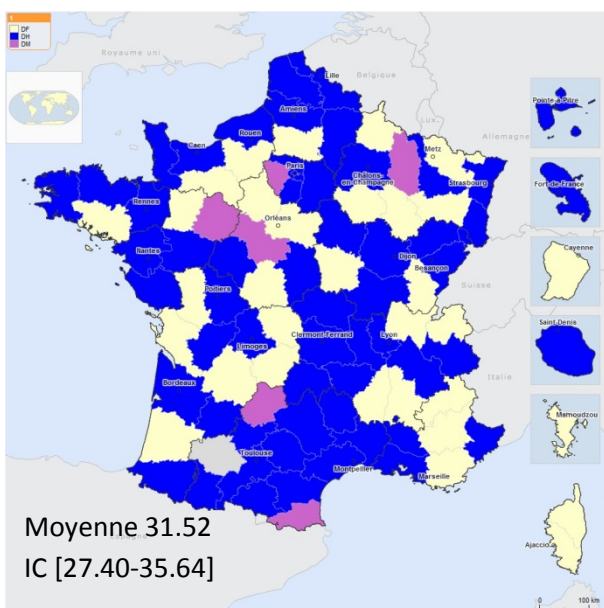 1
DF
DH
DM
Royaume uni
Belgique
Lille
Amiens
Lux.
Pointe-à-Pitre
Rouen
Caen
Allemagne
Metz
Paris
Châlons-
en-Champagne
Strasbourg
Fort-de-France
Rennes
Orléans
Nantes
Dijon
Besançon
Cayenne
Suisse
Poitiers
Saint-Denis
Clermont-Ferrand
Lyon
Limoges
Italie
Bordeaux
Mamoudzou
Toulouse
Montpellier
Marseille
Moyenne 31.52
Espagne
IC [27.40-35.64]
Ajaccio
0 100 km